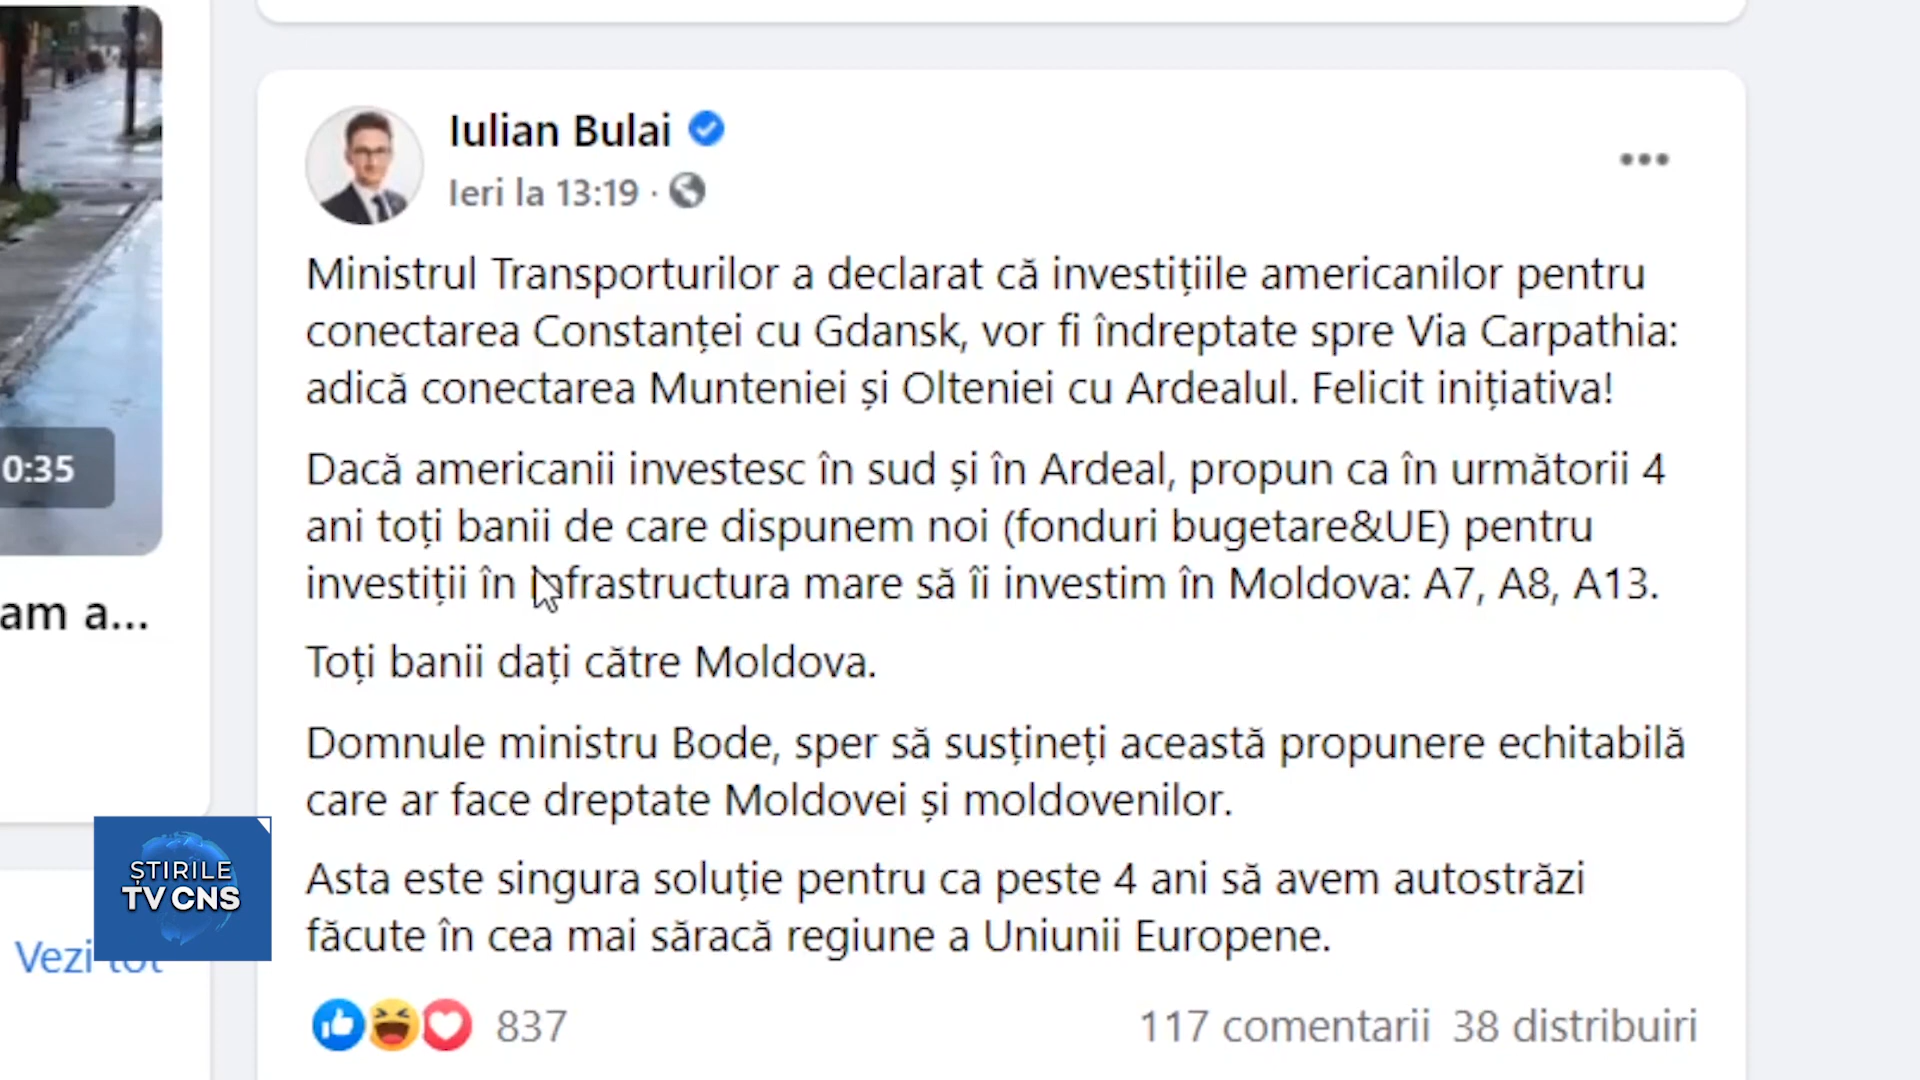 Iulian Bulai
Ieri la 13:19 ·
Ministrul Transporturilor a declarat că investițiile americanilor pentru
conectarea Constanței cu Gdansk, vor fi îndreptate spre Via Carpathia:
adică conectarea Munteniei și Olteniei cu Ardealul. Felicit inițiativa!
Dacă americanii investesc în sud și în Ardeal, propun ca în următorii 4
ani toți banii de care dispunem noi (fonduri bugetare&UE) pentru
investiții în infrastructura mare să îi investim în Moldova: A7, A8, A13.
Toți banii dați către Moldova.
Domnule ministru Bode, sper să susțineți această propunere echitabilă
care ar face dreptate Moldovei și moldovenilor.
Asta este singura soluție pentru ca peste 4 ani să avem autostrăzi
făcute în cea mai săracă regiune a Uniunii Europene.
837
117 comentarii 38 distribuiri
0:35
am a...
ȘTIRILE
TV CNS
Vezi tot